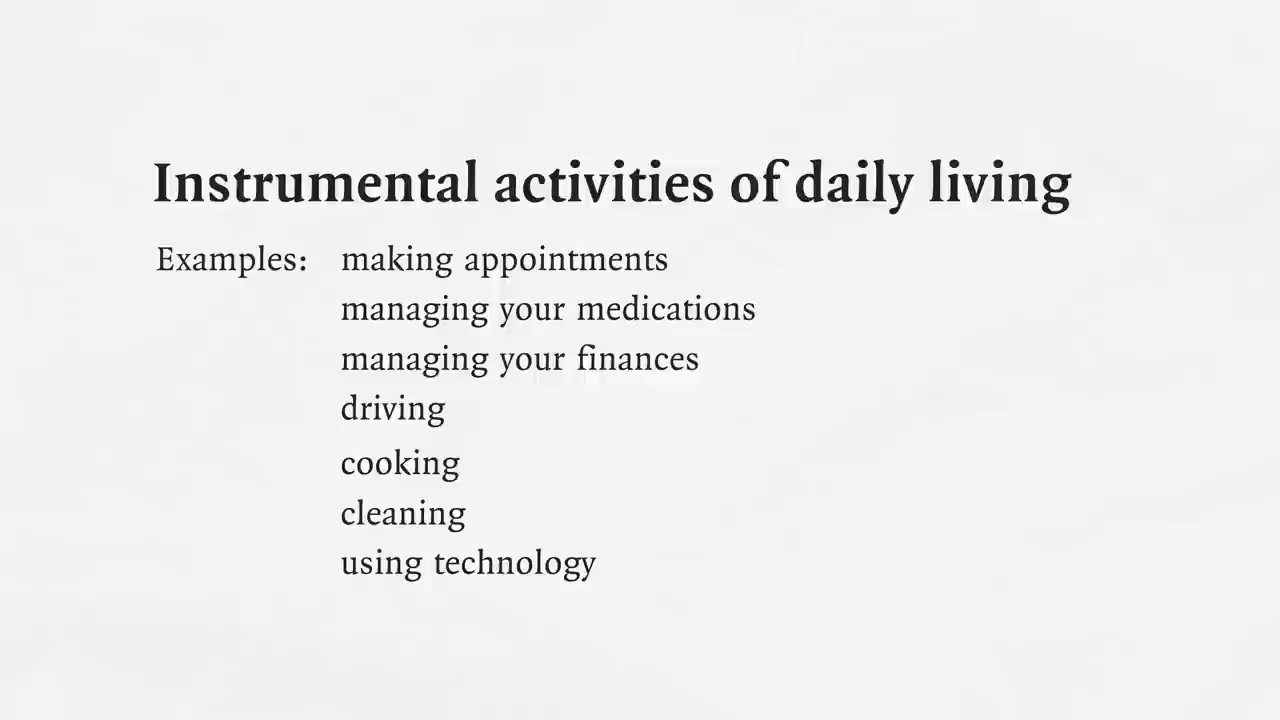 Instrumental activities of daily living
Examples: making appointments
managing your medications
managing your finances
driving
cooking
cleaning
using technology